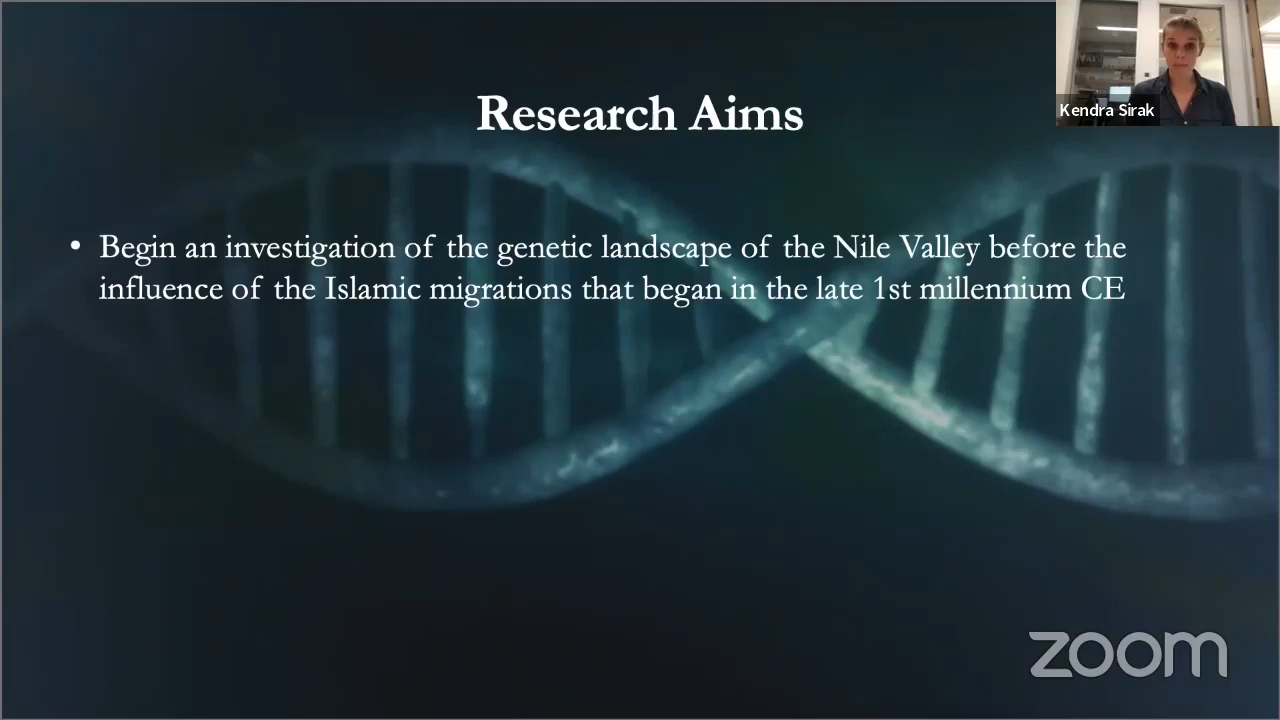 Research Aims
Kendra Sirak
• Begin an investigation of the genetic landscape of the Nile Valley before the
influence of the Islamic migrations that began in the late 1st millennium CE
zoom